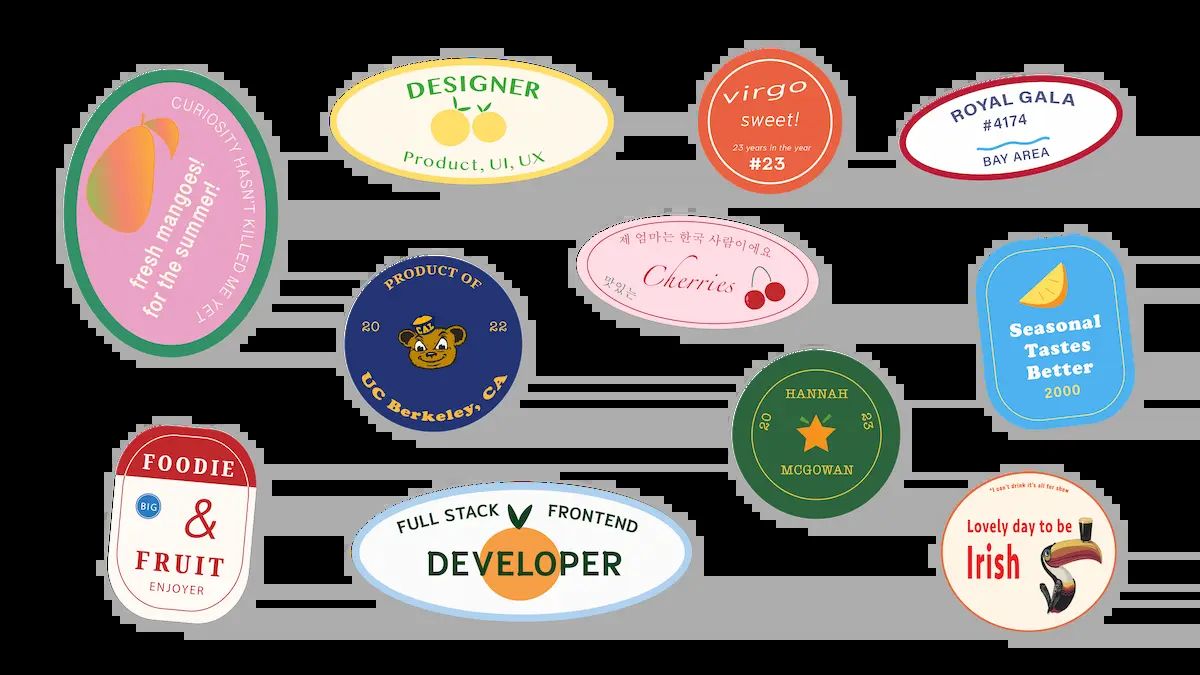 CURIOSITY HASN'T KILLED ME YET
fresh mangoes!
for the summer!
DESIGNER
Product, UI, UX
virgo
sweet!
23 years in the year
#23
ROYAL GALA
#4174
BAY AREA
제 엄마는 한국 사람이에요
Cherries
맛있는
PRODUCT OF
20 22
CAL
UC Berkeley, CA
Seasonal
Tastes
Better
2000
HANNAH
20 23
MCGOWAN
FOODIE
BIG &
FRUIT
ENJOYER
FULL STACK FRONTEND
DEVELOPER
*I can't drink it's all for show
Lovely day to be
Irish